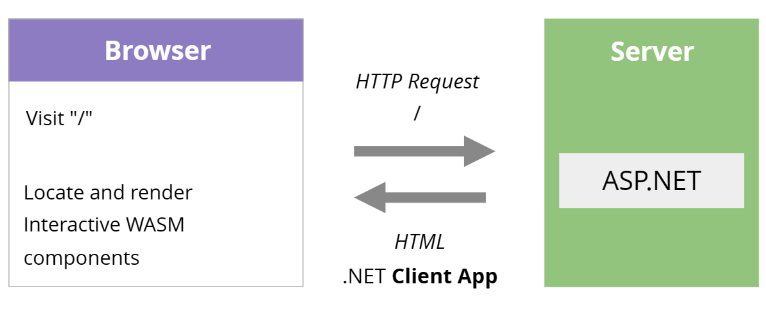 Browser
Visit "/"
Locate and render
Interactive WASM
components
HTTP Request
/
HTML
.NET Client App
Server
ASP.NET